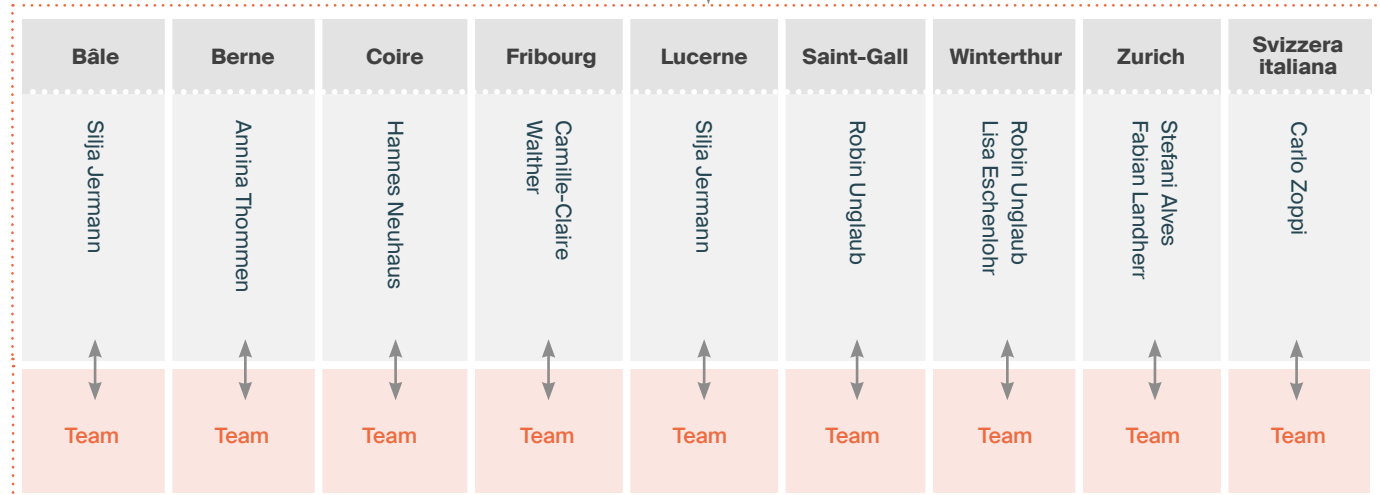 Bâle
Berne
Coire
Fribourg
Lucerne
Saint-Gall
Winterthur
Zurich
Svizzera
italiana
Silja Jermann
Annina Thommen
Hannes Neuhaus
Camille-Claire
Walther
Silja Jermann
Robin Unglaub
Robin Unglaub
Lisa Eschenlohr
Stefani Alves
Fabian Landherr
Carlo Zoppi
Team
Team
Team
Team
Team
Team
Team
Team
Team